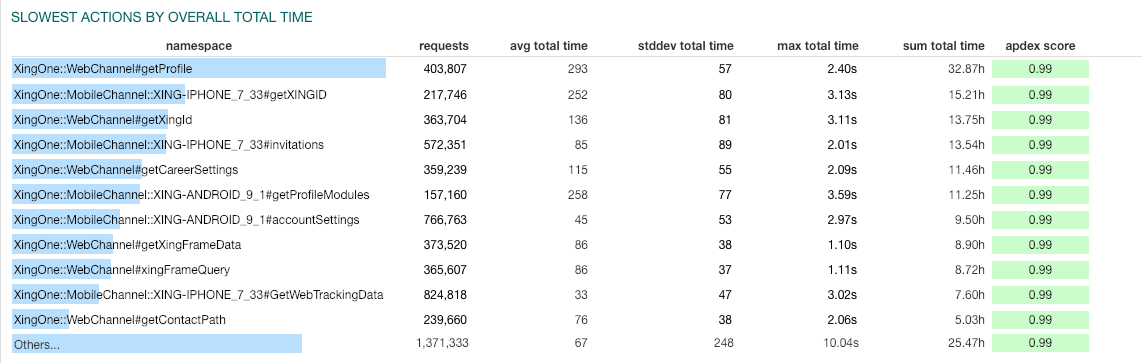 SLOWEST ACTIONS BY OVERALL TOTAL TIME
namespace requests avg total time stddev total time max total time sum total time apdex score
XingOne::WebChannel#getProfile 403,807 293 57 2.40s 32.87h 0.99
XingOne::MobileChannel::XING-IPHONE_7_33#getXINGID 217,746 252 80 3.13s 15.21h 0.99
XingOne::WebChannel#getXingId 363,704 136 81 3.11s 13.75h 0.99
XingOne::MobileChannel::XING-IPHONE_7_33#invitations 572,351 85 89 2.01s 13.54h 0.99
XingOne::WebChannel#getCareerSettings 359,239 115 55 2.09s 11.46h 0.99
XingOne::MobileChannel::XING-ANDROID_9_1#getProfileModules 157,160 258 77 3.59s 11.25h 0.99
XingOne::MobileChannel::XING-ANDROID_9_1#accountSettings 766,763 45 53 2.97s 9.50h 0.99
XingOne::WebChannel#getXingFrameData 373,520 86 38 1.10s 8.90h 0.99
XingOne::WebChannel#xingFrameQuery 365,607 86 37 1.11s 8.72h 0.99
XingOne::MobileChannel::XING-IPHONE_7_33#GetWebTrackingData 824,818 33 47 3.02s 7.60h 0.99
XingOne::WebChannel#getContactPath 239,660 76 38 2.06s 5.03h 0.99
Others... 1,371,333 67 248 10.04s 25.47h 0.99